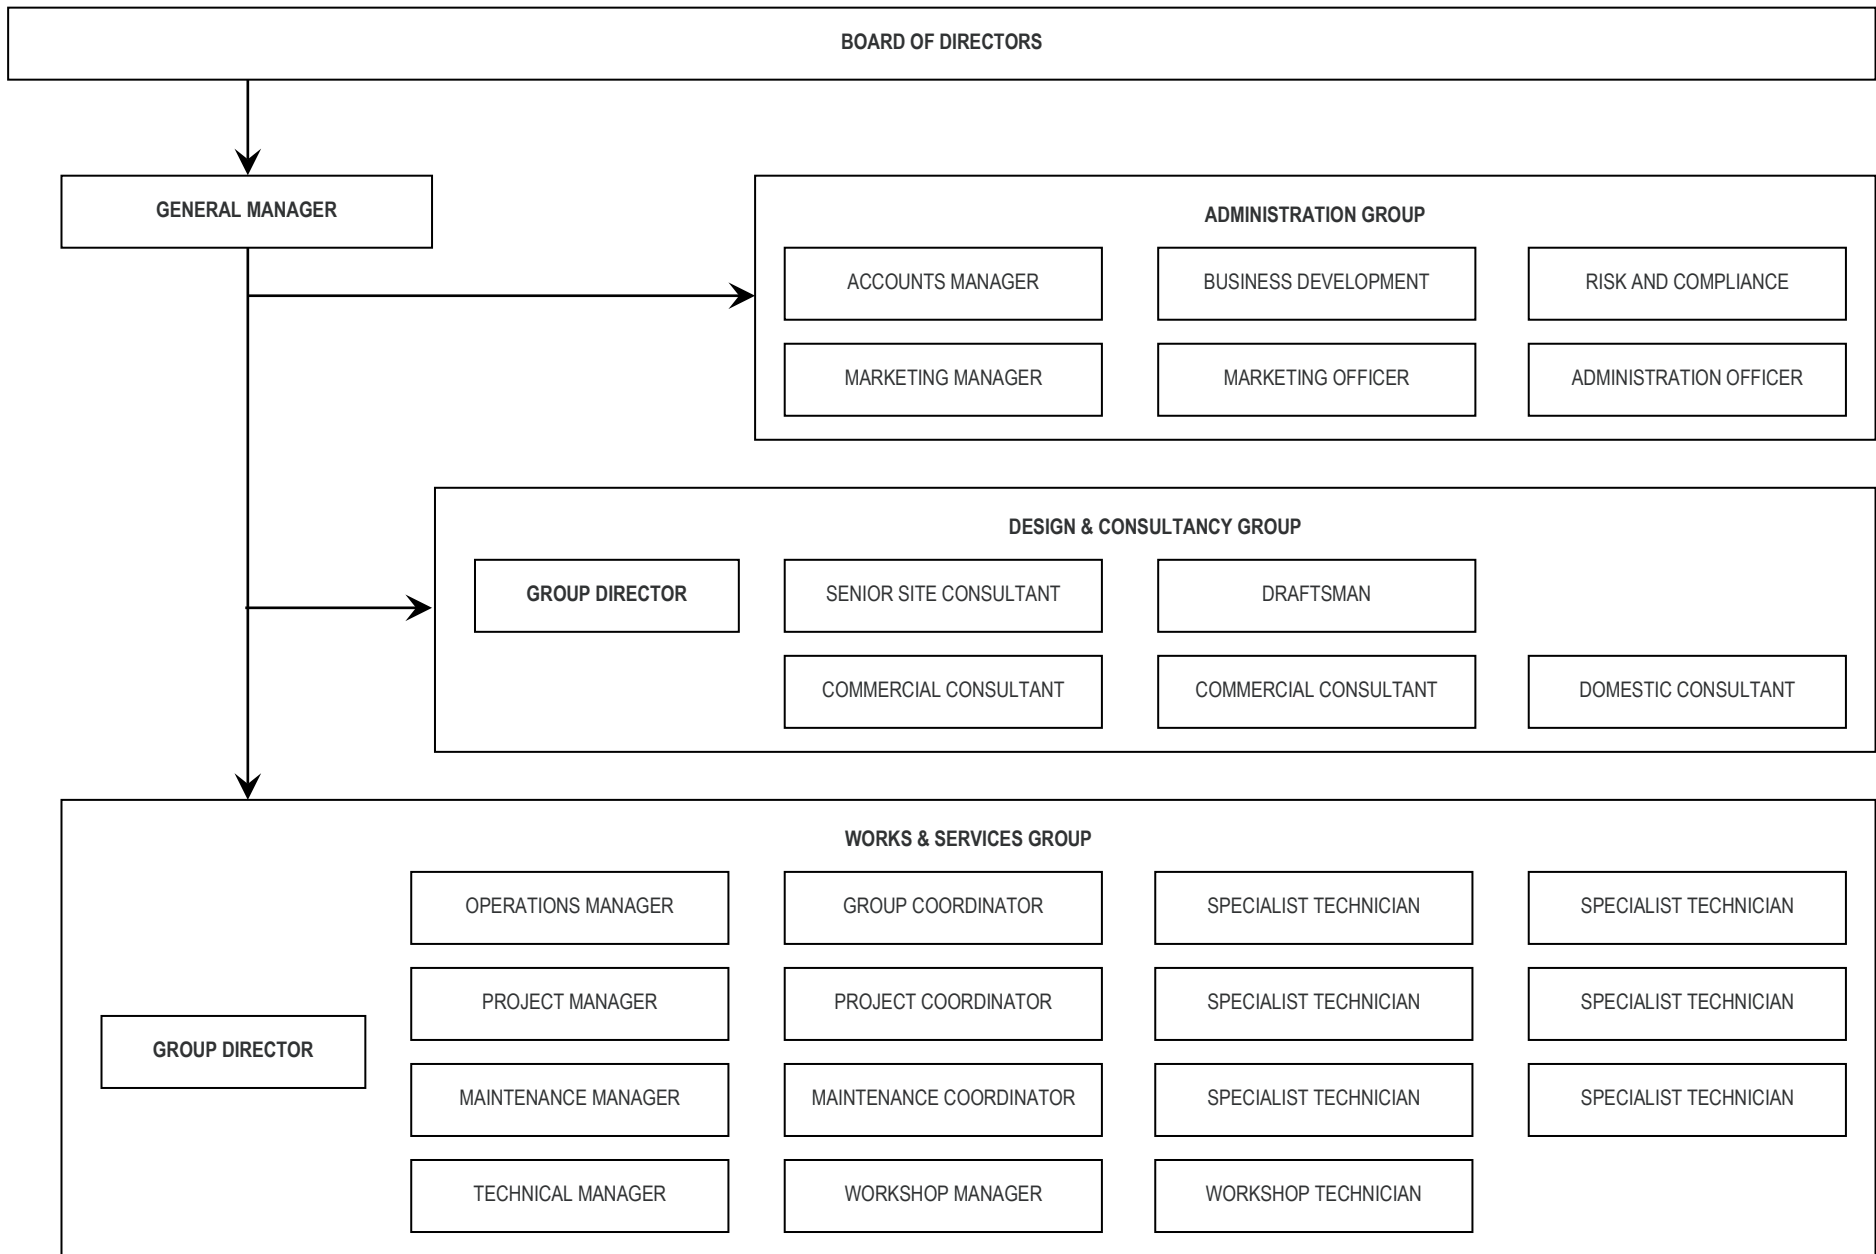 BOARD OF DIRECTORS
GENERAL MANAGER
ADMINISTRATION GROUP
ACCOUNTS MANAGER
BUSINESS DEVELOPMENT
RISK AND COMPLIANCE
MARKETING MANAGER
MARKETING OFFICER
ADMINISTRATION OFFICER
DESIGN & CONSULTANCY GROUP
GROUP DIRECTOR
SENIOR SITE CONSULTANT
DRAFTSMAN
COMMERCIAL CONSULTANT
COMMERCIAL CONSULTANT
DOMESTIC CONSULTANT
WORKS & SERVICES GROUP
GROUP DIRECTOR
OPERATIONS MANAGER
GROUP COORDINATOR
SPECIALIST TECHNICIAN
SPECIALIST TECHNICIAN
PROJECT MANAGER
PROJECT COORDINATOR
SPECIALIST TECHNICIAN
SPECIALIST TECHNICIAN
MAINTENANCE MANAGER
MAINTENANCE COORDINATOR
SPECIALIST TECHNICIAN
SPECIALIST TECHNICIAN
TECHNICAL MANAGER
WORKSHOP MANAGER
WORKSHOP TECHNICIAN